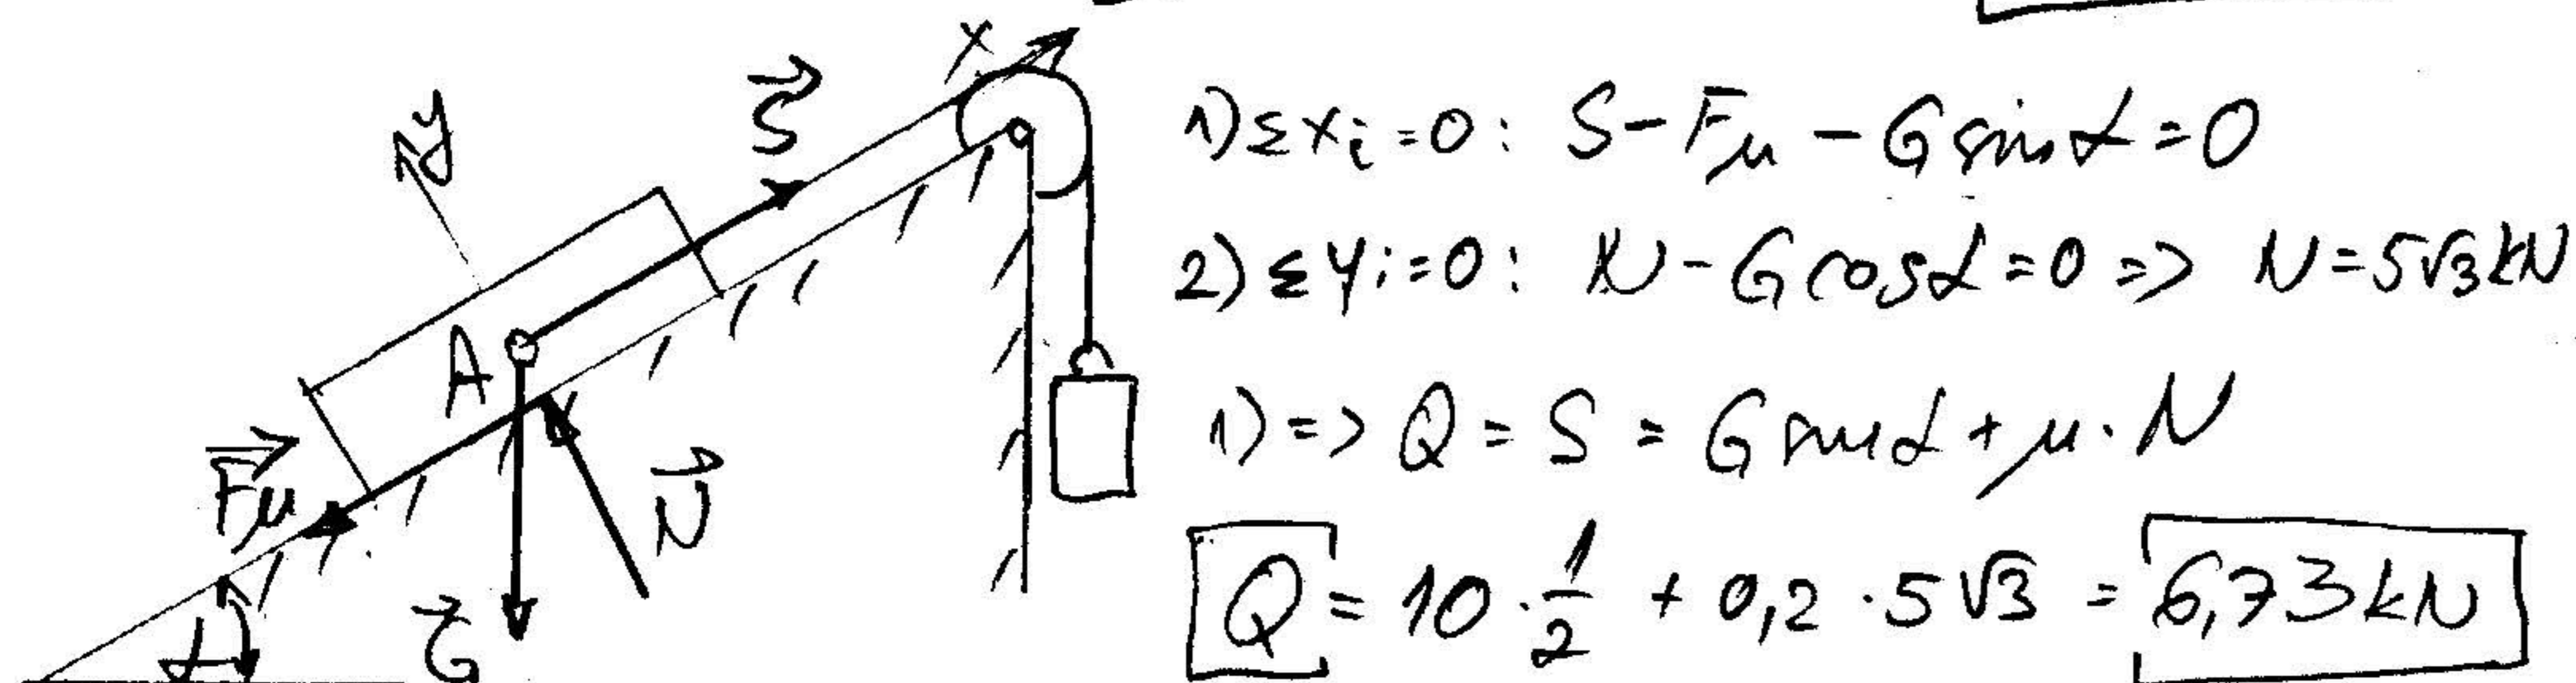 x
y
S
A
Fμ
N
G
α
1) Σxi = 0 : S - Fμ - G sin α = 0
2) Σyi = 0 : N - G cos α = 0 => N = 5√3 kN
1) => Q = S = G sin α + μ · N
Q = 10 · 1/2 + 0,2 · 5√3 = 6,73 kN